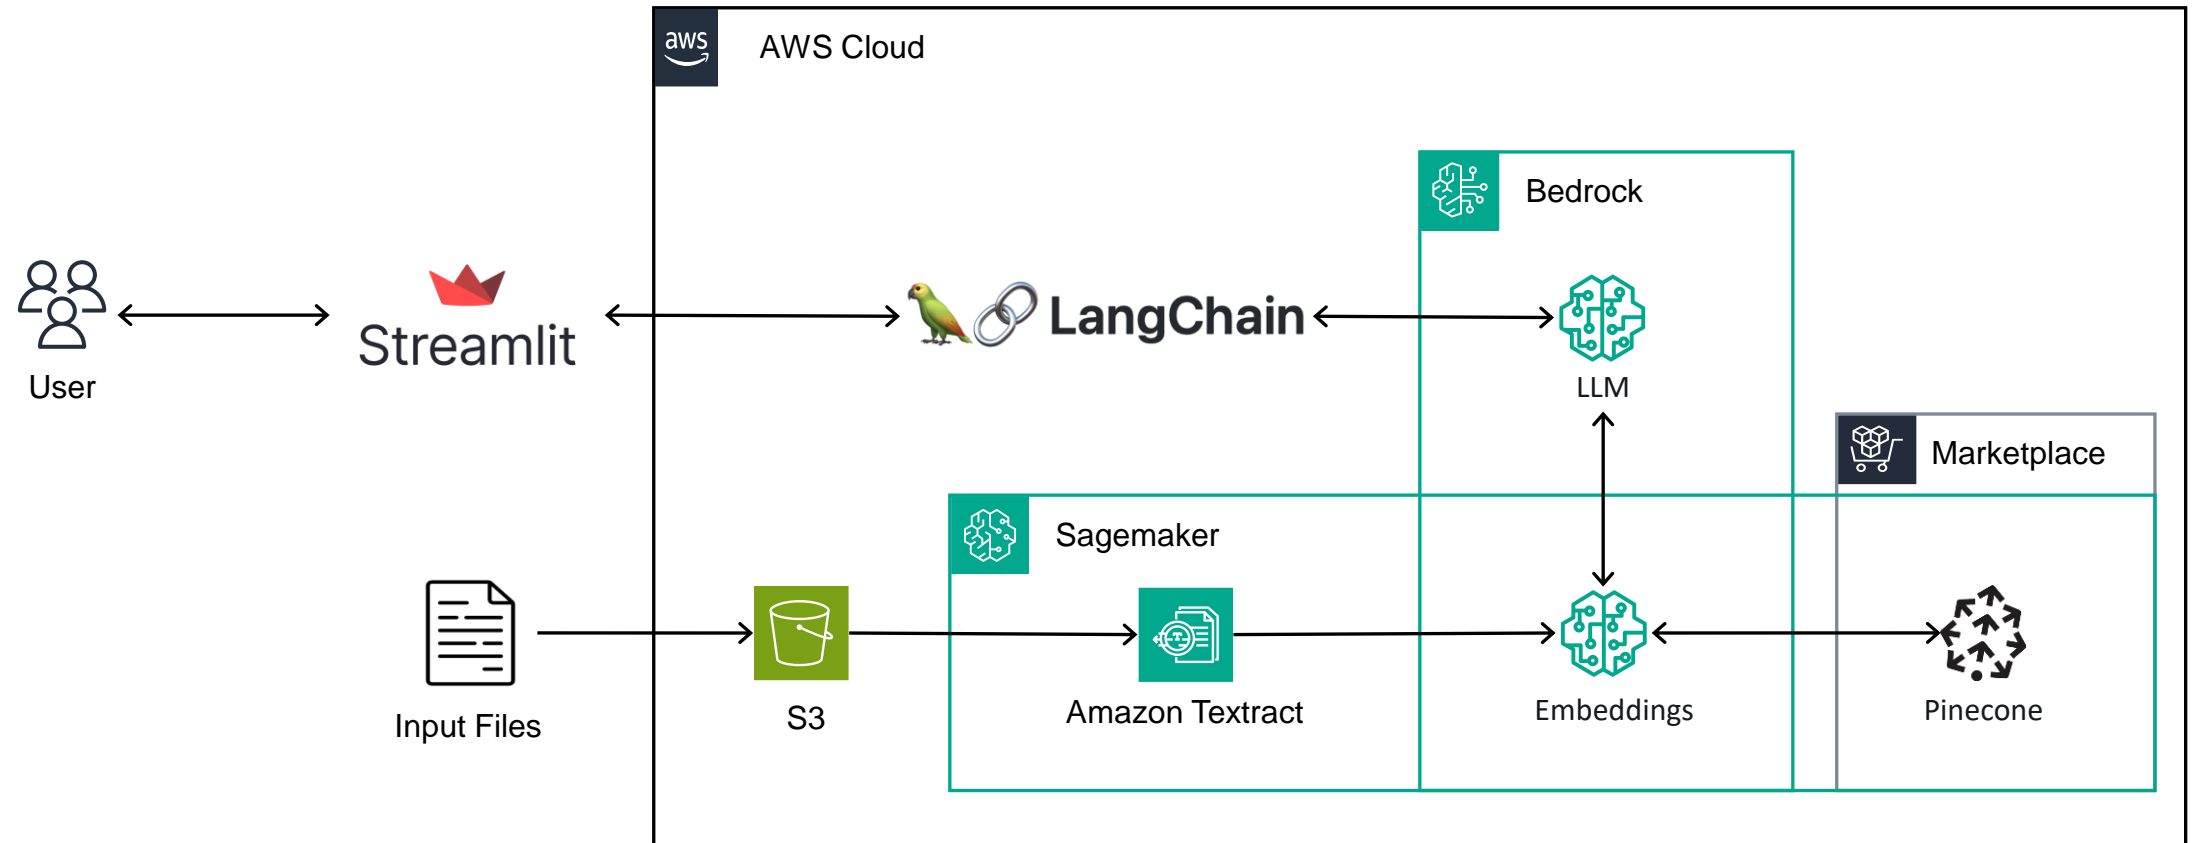 aws
AWS Cloud
Bedrock
LangChain
Streamlit
User
LLM
Marketplace
Sagemaker
Input Files
S3
Amazon Textract
Embeddings
Pinecone